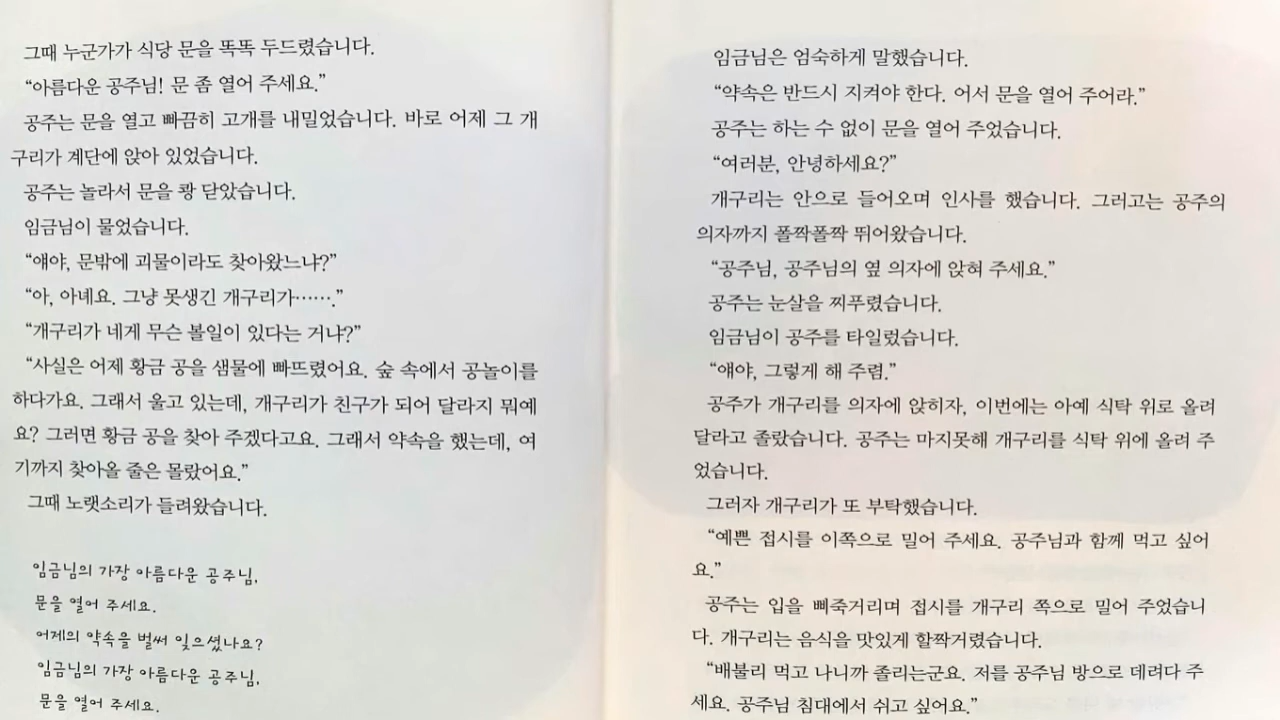 그때 누군가가 식당 문을 똑똑 두드렸습니다.
“아름다운 공주님! 문 좀 열어 주세요.”
공주는 문을 열고 빠끔히 고개를 내밀었습니다. 바로 어제 그 개
구리가 계단에 앉아 있었습니다.
공주는 놀라서 문을 쾅 닫았습니다.
임금님이 물었습니다.
“얘야, 문밖에 괴물이라도 찾아왔느냐?”
“아, 아녜요. 그냥 못생긴 개구리가…….”
“개구리가 네게 무슨 볼일이 있다는 거냐?”
“사실은 어제 황금 공을 샘물에 빠뜨렸어요. 숲 속에서 공놀이를
하다가요. 그래서 울고 있는데, 개구리가 친구가 되어 달라지 뭐예
요? 그러면 황금 공을 찾아 주겠다고요. 그래서 약속을 했는데, 여
기까지 찾아올 줄은 몰랐어요.”
그때 노랫소리가 들려왔습니다.
임금님의 가장 아름다운 공주님,
문을 열어 주세요.
어제의 약속을 벌써 잊으셨나요?
임금님의 가장 아름다운 공주님,
문을 열어 주세요.
임금님은 엄숙하게 말했습니다.
“약속은 반드시 지켜야 한다. 어서 문을 열어 주어라.”
공주는 하는 수 없이 문을 열어 주었습니다.
“여러분, 안녕하세요?”
개구리는 안으로 들어오며 인사를 했습니다. 그러고는 공주의
의자까지 폴짝폴짝 뛰어왔습니다.
“공주님, 공주님의 옆 의자에 앉혀 주세요.”
공주는 눈살을 찌푸렸습니다.
임금님이 공주를 타일렀습니다.
“얘야, 그렇게 해 주렴.”
공주가 개구리를 의자에 앉히자, 이번에는 아예 식탁 위로 올려
달라고 졸랐습니다. 공주는 마지못해 개구리를 식탁 위에 올려 주
었습니다.
그러자 개구리가 또 부탁했습니다.
“예쁜 접시를 이쪽으로 밀어 주세요. 공주님과 함께 먹고 싶어
요.”
공주는 입을 삐죽거리며 접시를 개구리 쪽으로 밀어 주었습니
다. 개구리는 음식을 맛있게 할짝거렸습니다.
“배불리 먹고 나니까 졸리는군요. 저를 공주님 방으로 데려다 주
세요. 공주님 침대에서 쉬고 싶어요.”